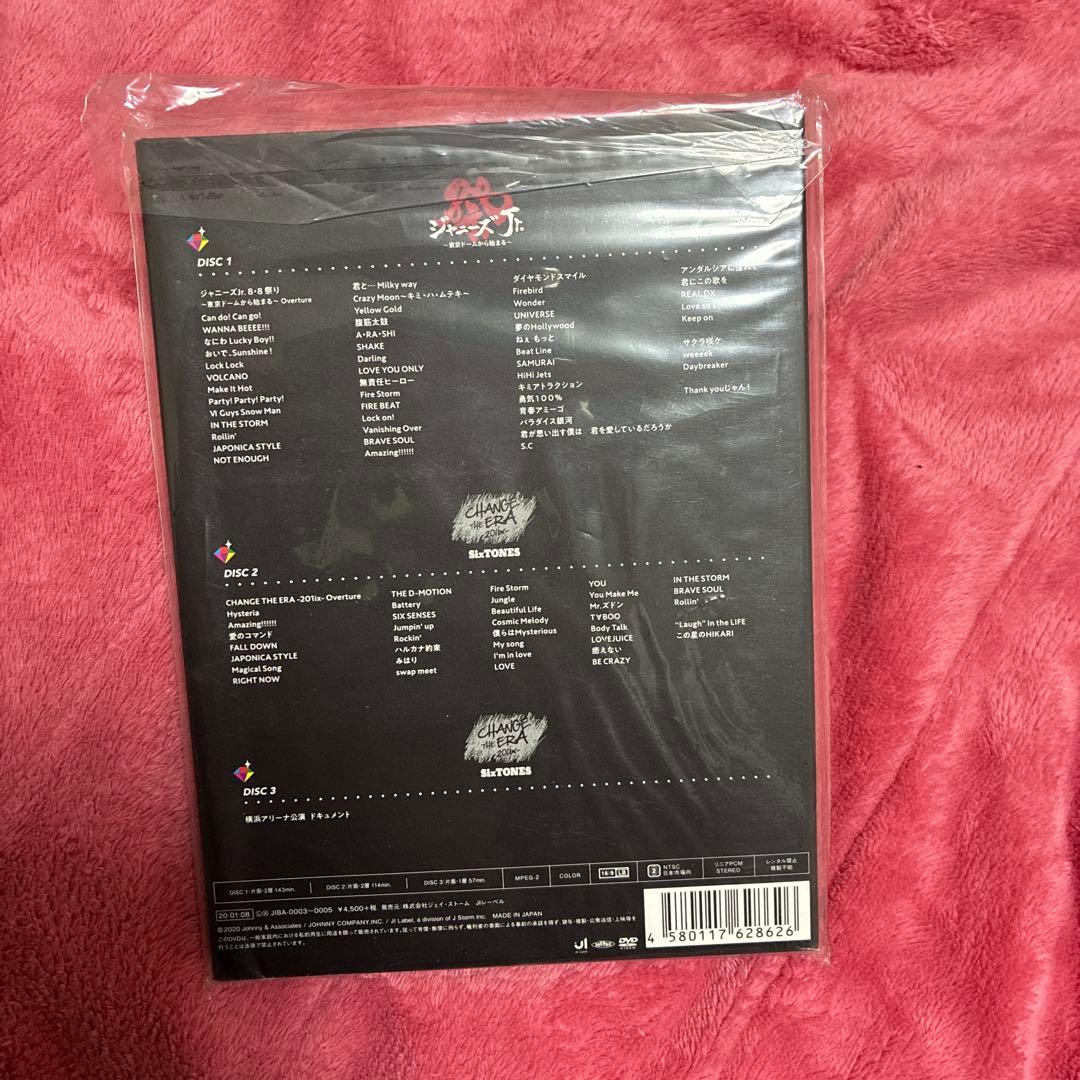 ジャニーズJr.
～東京ドームから始まる～
DISC 1
ジャニーズJr. 8・8 祭り
～東京ドームから始まる～ Overture
Can do! Can go!
WANNA BEEEE!!!
なにわ Lucky Boy!!
おいで、Sunshine!
Lock Lock
VOLCANO
Make It Hot
Party! Party! Party!
VI Guys Snow Man
IN THE STORM
Rollin'
JAPONICA STYLE
NOT ENOUGH
君と… Milky way
Crazy Moon～キミ・ハ・ムテキ～
Yellow Gold
腹筋太鼓
A・RA・SHI
SHAKE
Darling
LOVE YOU ONLY
無責任ヒーロー
Fire Storm
FIRE BEAT
Lock on!
Vanishing Over
BRAVE SOUL
Amazing!!!!!!
ダイヤモンドスマイル
Firebird
Wonder
UNIVERSE
夢のHollywood
ねぇ もっと
Beat Line
SAMURAI
HiHi Jets
キミアトラクション
勇気100%
青春アミーゴ
パラダイス銀河
君が思い出す僕は 君を愛しているだろうか
S.C
アンダルシアに憧れて
君にこの歌を
REAL DX
Love so sweet
Keep on
サクラ咲ケ
weeeek
Daybreaker
Thank youじゃん!
CHANGE
THE ERA
-201ix-
SixTONES
DISC 2
CHANGE THE ERA -201ix- Overture
Hysteria
Amazing!!!!!!
愛のコマンド
FALL DOWN
JAPONICA STYLE
Magical Song
RIGHT NOW
THE D-MOTION
Battery
SIX SENSES
Jumpin' up
Rockin'
ハルカナ約束
みはり
swap meet
Fire Storm
Jungle
Beautiful Life
Cosmic Melody
僕らはMysterious
My song
I'm in love
LOVE
YOU
You Make Me
Mr.ズドン
T∀BOO
Body Talk
LOVEJUICE
癒えない
BE CRAZY
IN THE STORM
BRAVE SOUL
Rollin'
"Laugh" In the LIFE
この星のHIKARI
CHANGE
THE ERA
-201ix-
SixTONES
DISC 3
横浜アリーナ公演 ドキュメント
DISC 1:片面・2層 143min. DISC 2:片面・2層 114min. DISC 3:片面・1層 57min. MPEG-2 COLOR 16:9 LB 2 NTSC 日本市場向 リニアPCM STEREO レンタル禁止 複製不能
20・01・08 JIBA-0003～0005 ¥4,500+税 発売元:株式会社ジェイ・ストーム JIレーベル
©2020 Johnny & Associates / JOHNNY COMPANY,INC. / JI Label, a division of J Storm Inc. MADE IN JAPAN
DVD
VIDEO
4 580117 628626